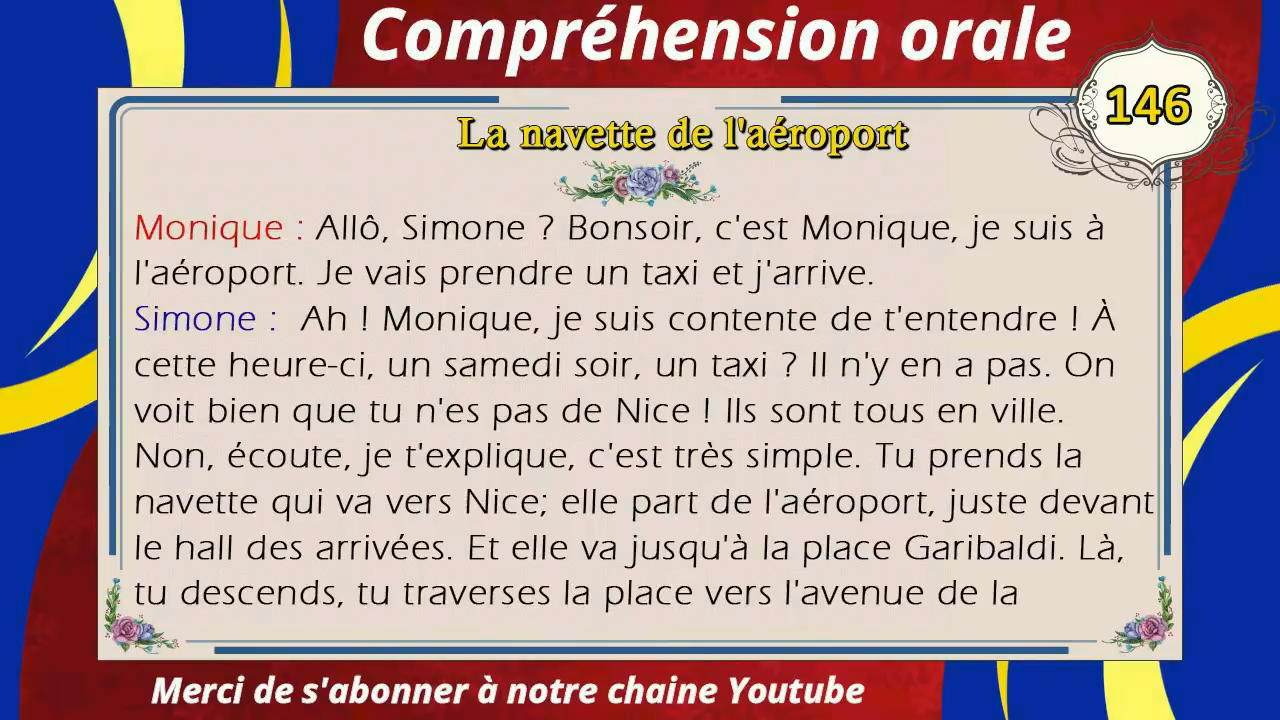 Compréhension orale
146
La navette de l'aéroport
Monique : Allô, Simone ? Bonsoir, c'est Monique, je suis à
l'aéroport. Je vais prendre un taxi et j'arrive.
Simone : Ah ! Monique, je suis contente de t'entendre ! À
cette heure-ci, un samedi soir, un taxi ? Il n'y en a pas. On
voit bien que tu n'es pas de Nice ! Ils sont tous en ville.
Non, écoute, je t'explique, c'est très simple. Tu prends la
navette qui va vers Nice; elle part de l'aéroport, juste devant
le hall des arrivées. Et elle va jusqu'à la place Garibaldi. Là,
tu descends, tu traverses la place vers l'avenue de la
Merci de s'abonner à notre chaine Youtube